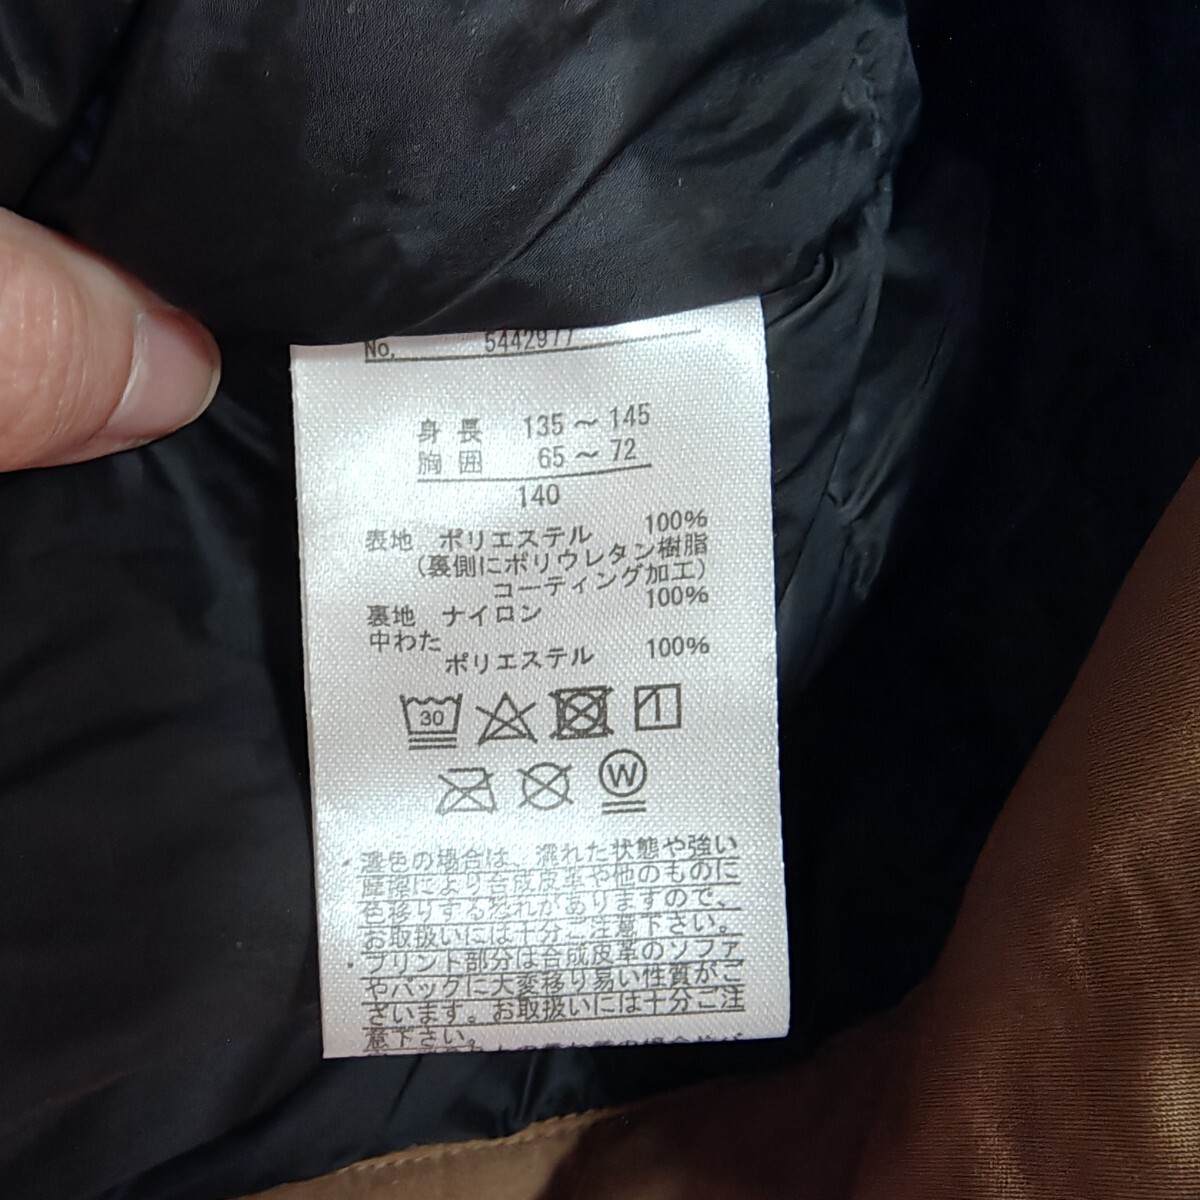 No. 5442977
身長 135～145
胸囲 65～72
140
表地 ポリエステル 100%
(裏側にポリウレタン樹脂
コーティング加工)
裏地 ナイロン 100%
中わた
ポリエステル 100%
30
W
・濃色の場合は、濡れた状態や強い
摩擦により合成皮革や他のものに
色移りする恐れがありますので、
お取扱いには十分ご注意下さい。
・プリント部分は合成皮革のソファ
やバックに大変移り易い性質がご
ざいます。お取扱いには十分ご注
意下さい。